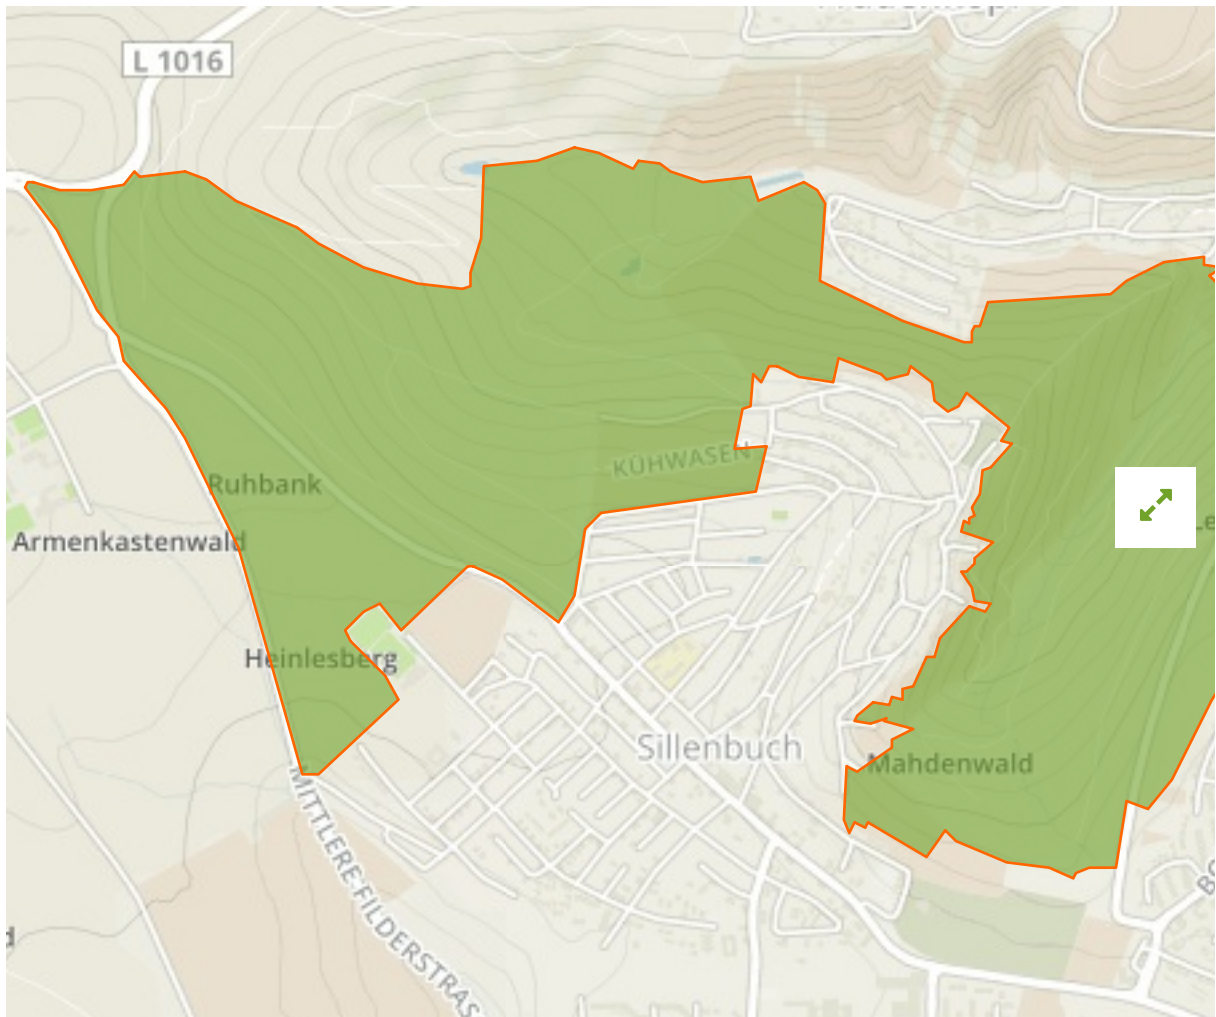 L 1016
KÜHWASEN
Ruhbank
Armenkastenwald
Heinlesberg
Sillenbuch
Mahdenwald
MITTLERE-FILDERSTRAS